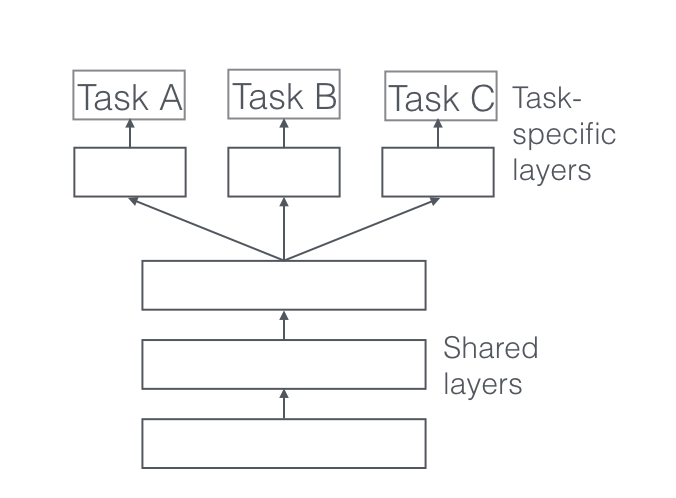 Task A
Task B
Task C
Task-
specific
layers
Shared
layers